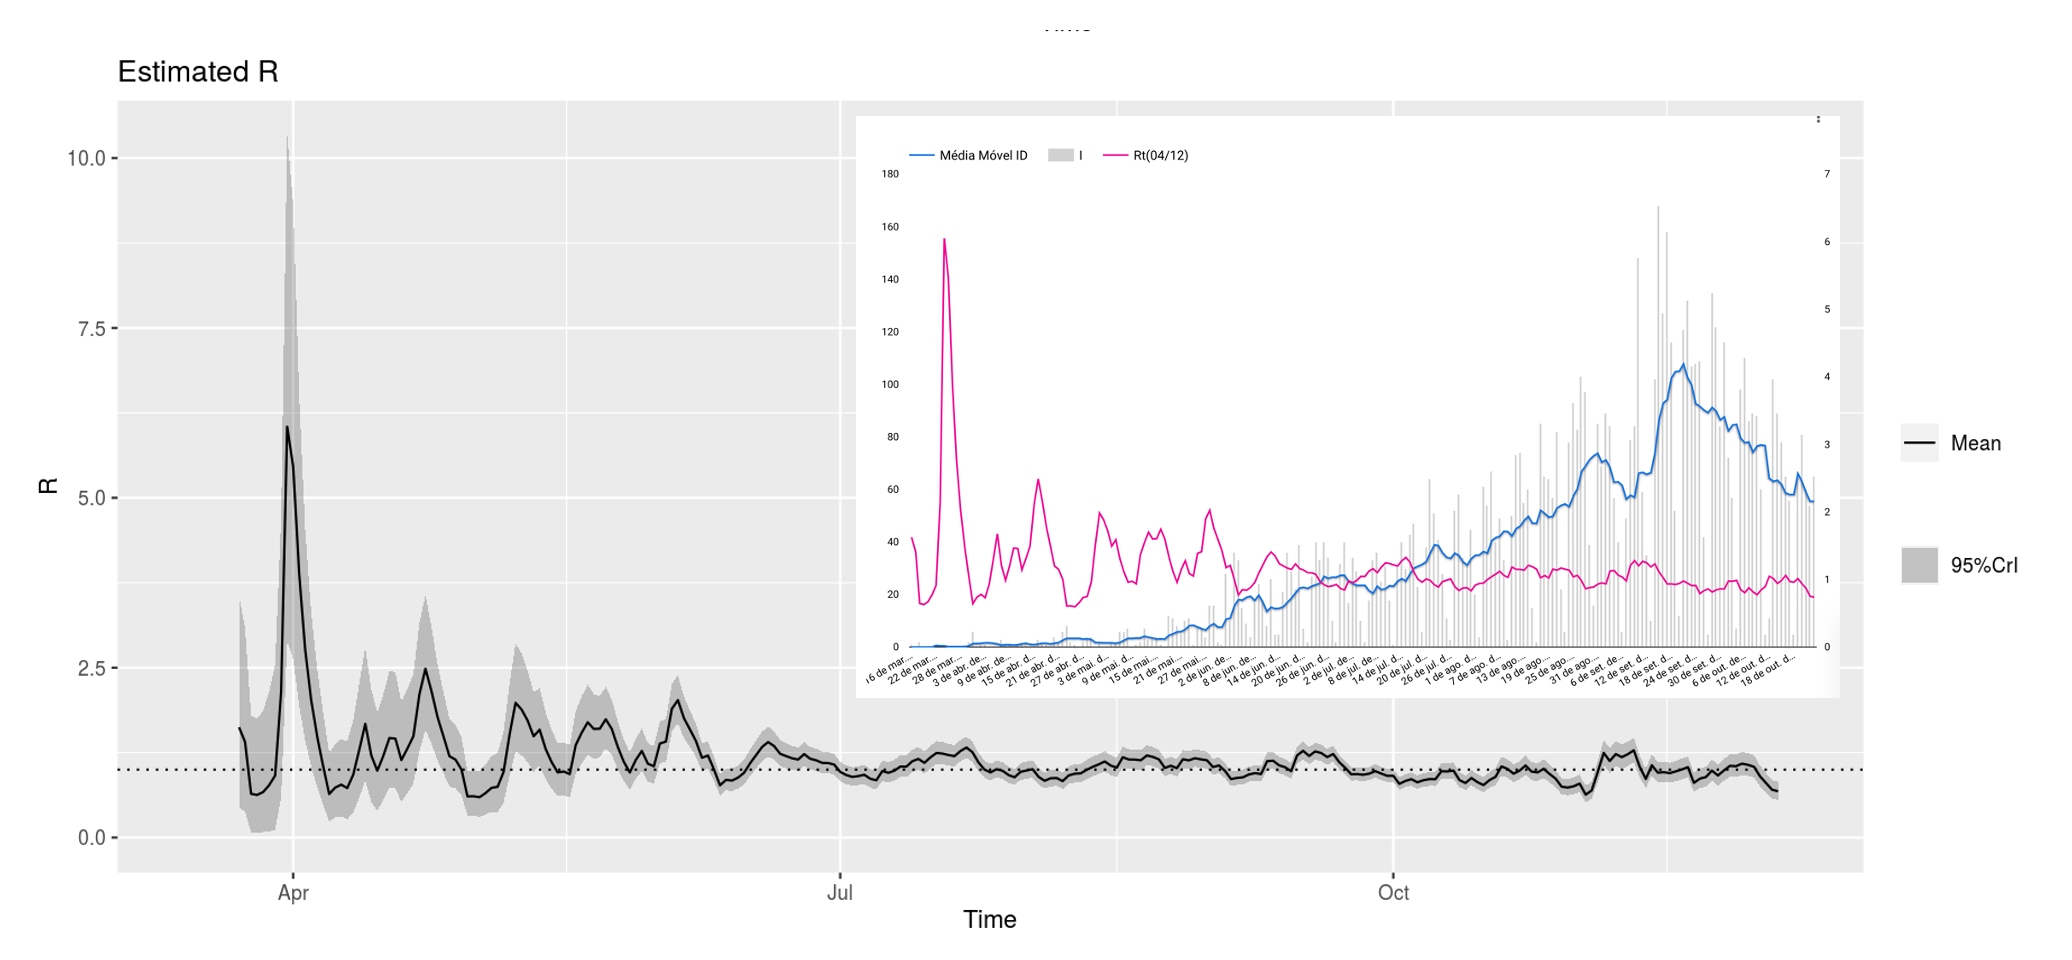 Estimated R
Média Móvel ID
I
Rt(04/12)
180
160
140
120
100
80
60
40
20
0
7
6
5
4
3
2
1
0
16 de mar...
22 de mar...
28 de mar...
3 de abr. de...
9 de abr. de...
15 de abr. d...
21 de abr. d...
27 de abr. d...
3 de mai. d...
9 de mai. d...
15 de mai....
21 de mai....
27 de mai....
2 de jun. de...
8 de jun. de...
14 de jun. d...
20 de jun. d...
26 de jun. d...
2 de jul. de...
8 de jul. de...
14 de jul. d...
20 de jul. d...
26 de jul. d...
1 de ago. d...
7 de ago. d...
13 de ago....
19 de ago....
25 de ago....
31 de ago....
6 de set. de...
12 de set. d...
18 de set. d...
24 de set. d...
30 de set. d...
6 de out. de...
12 de out. d...
18 de out. d...
10.0
7.5
5.0
2.5
0.0
R
Apr
Jul
Oct
Time
Mean
95%CrI